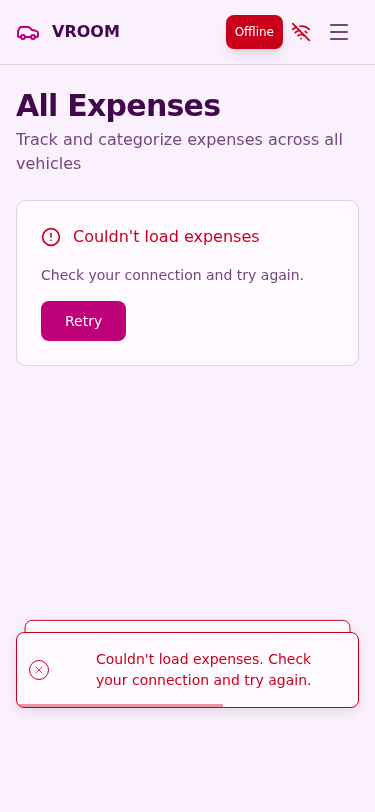 VROOM
Offline
All Expenses
Track and categorize expenses across all
vehicles
Couldn't load expenses
Check your connection and try again.
Retry
Couldn't load expenses. Check
your connection and try again.